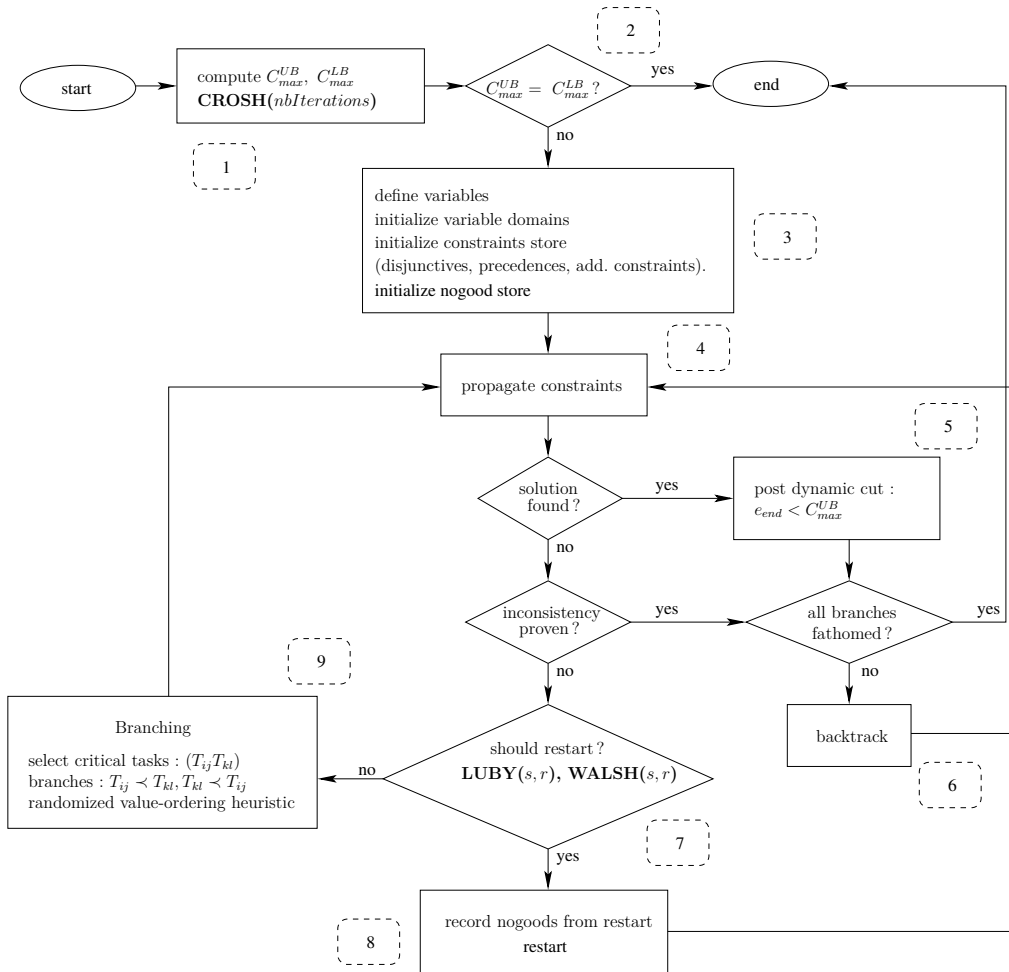 2
start
compute $C_{max}^{UB}$, $C_{max}^{LB}$
CROSH(nbIterations)
$C_{max}^{UB} = C_{max}^{LB}$ ?
yes
end
no
1
define variables
initialize variable domains
initialize constraints store
(disjunctives, precedences, add. constraints).
initialize nogood store
3
4
propagate constraints
5
solution
found ?
yes
post dynamic cut :
$e_{end} < C_{max}^{UB}$
no
inconsistency
proven ?
yes
all branches
fathomed ?
yes
no
no
9
Branching
select critical tasks : $(T_{ij}T_{kl})$
branches : $T_{ij} \prec T_{kl}, T_{kl} \prec T_{ij}$
randomized value-ordering heuristic
no
should restart ?
LUBY(s, r), WALSH(s, r)
backtrack
6
7
yes
8
record nogoods from restart
restart